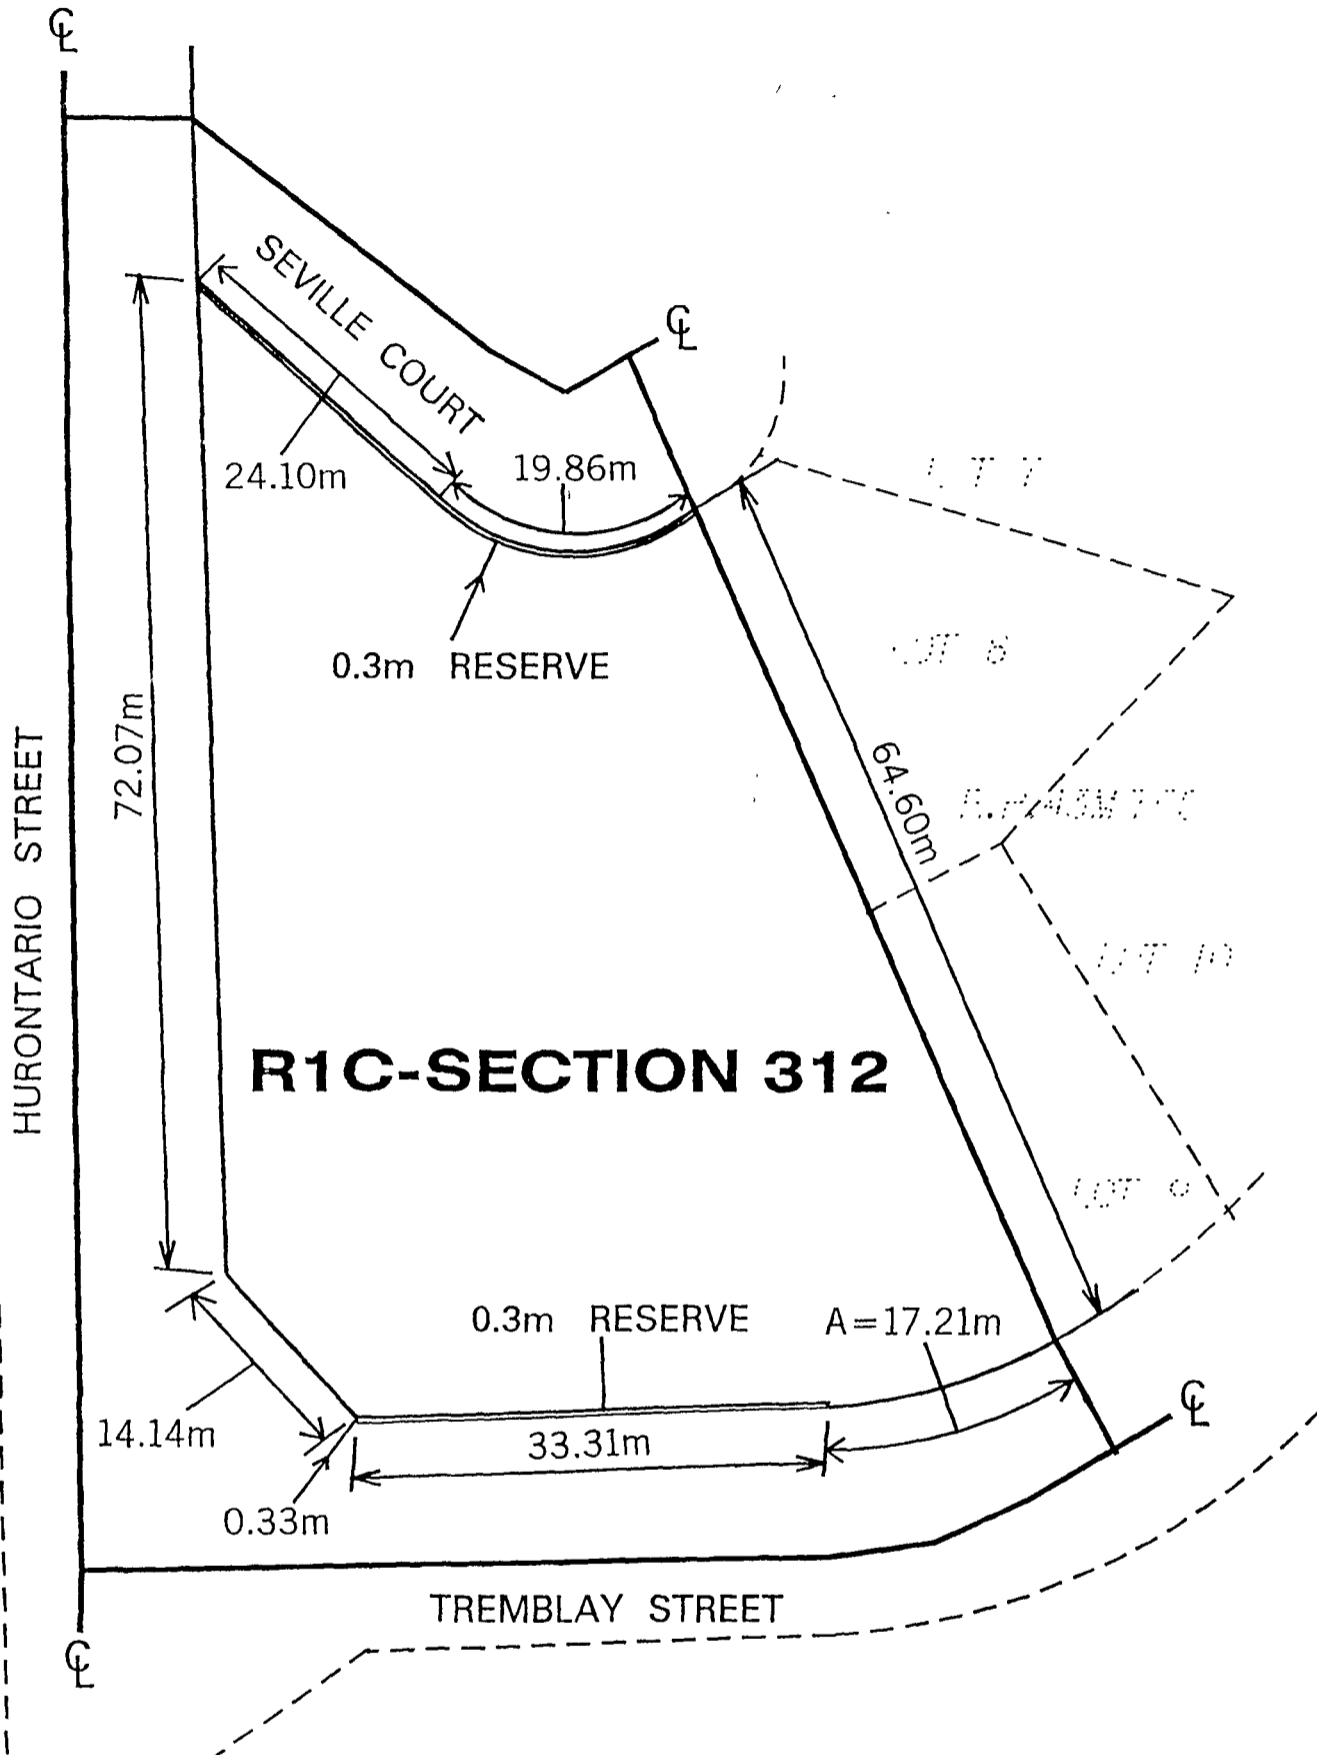 ℄
SEVILLE COURT
℄
24.10m
19.86m
0.3m RESERVE
72.07m
64.60m
HURONTARIO STREET
R1C-SECTION 312
0.3m RESERVE
A=17.21m
14.14m
33.31m
0.33m
℄
TREMBLAY STREET
℄